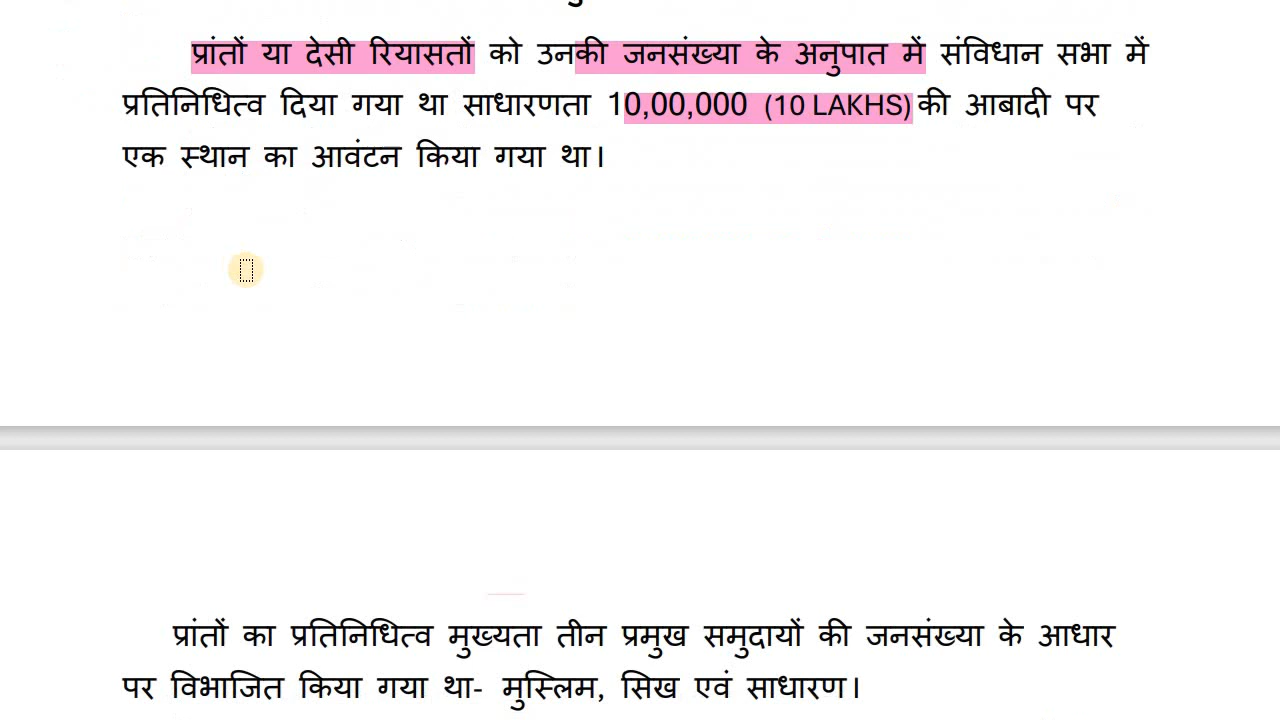 प्रांतों या देसी रियासतों को उनकी जनसंख्या के अनुपात में संविधान सभा में
प्रतिनिधित्व दिया गया था साधारणता 10,00,000 (10 LAKHS) की आबादी पर
एक स्थान का आवंटन किया गया था।
प्रांतों का प्रतिनिधित्व मुख्यता तीन प्रमुख समुदायों की जनसंख्या के आधार
पर विभाजित किया गया था- मुस्लिम, सिख एवं साधारण।